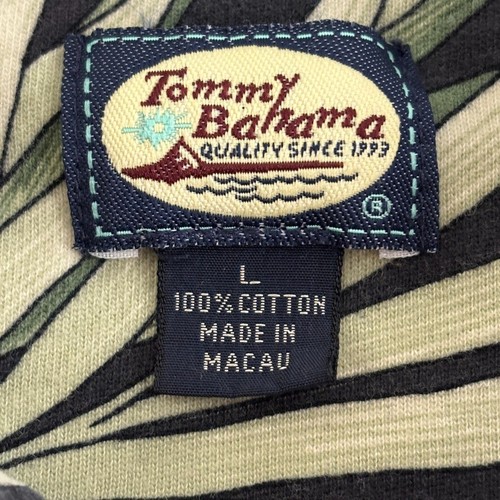 Tommy
Bahama
QUALITY SINCE 1993
®
L
100% COTTON
MADE IN
MACAU